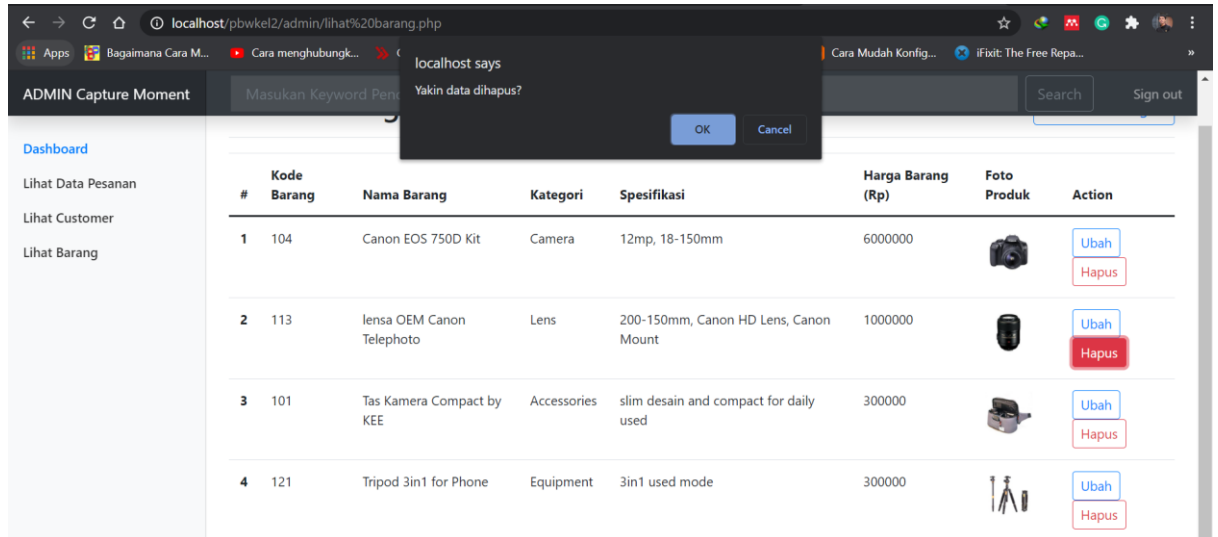 localhost/pbwkel2/admin/lihat%20barang.php
Apps Bagaimana Cara M... Cara menghubungk... Cara Mudah Konfig... iFixit: The Free Repa... »
localhost says
Yakin data dihapus?
OK Cancel
ADMIN Capture Moment Masukan Keyword Search Sign out
Dashboard
Lihat Data Pesanan
Lihat Customer
Lihat Barang
# Kode Barang Nama Barang Kategori Spesifikasi Harga Barang (Rp) Foto Produk Action
1 104 Canon EOS 750D Kit Camera 12mp, 18-150mm 6000000 Ubah
Hapus
2 113 lensa OEM Canon Telephoto Lens 200-150mm, Canon HD Lens, Canon Mount 1000000 Ubah
Hapus
3 101 Tas Kamera Compact by KEE Accessories slim desain and compact for daily used 300000 Ubah
Hapus
4 121 Tripod 3in1 for Phone Equipment 3in1 used mode 300000 Ubah
Hapus